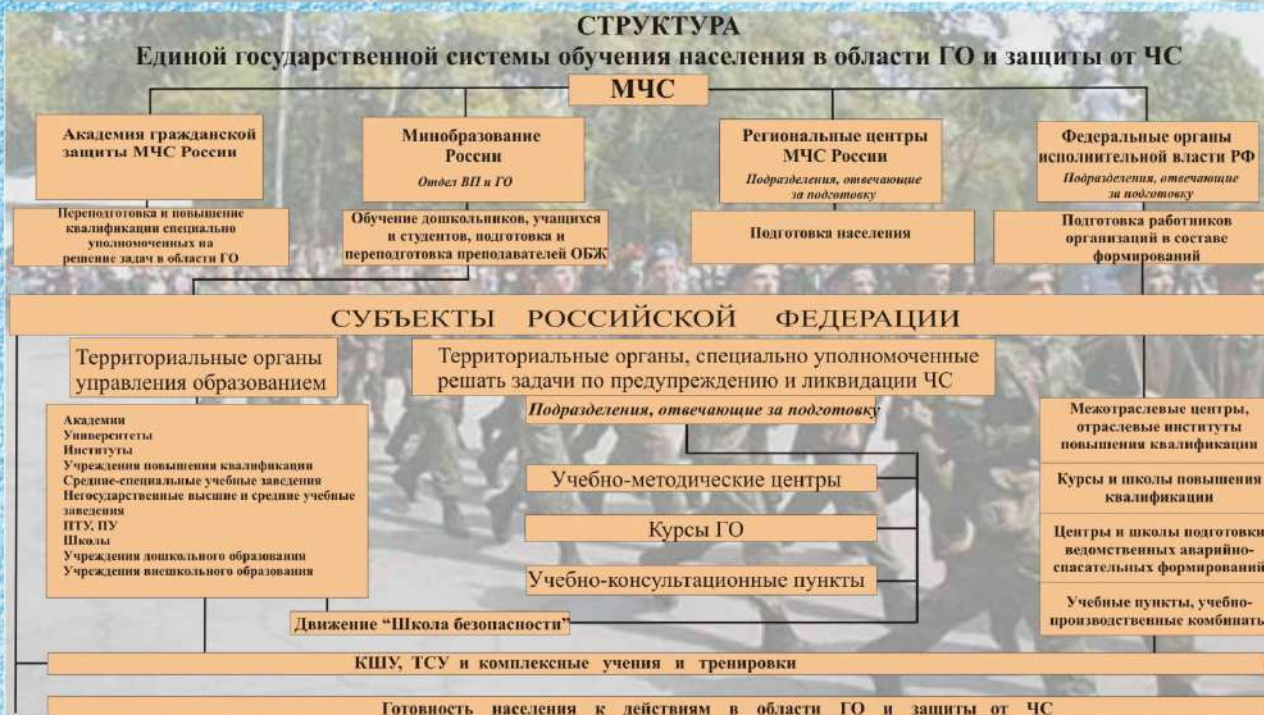 СТРУКТУРА
Единой государственной системы обучения населения в области ГО и защиты от ЧС
МЧС
Академия гражданской
защиты МЧС России
Минобразование
России
Отдел ВП и ГО
Региональные центры
МЧС России
Подразделения, отвечающие
за подготовку
Федеральные органы
исполнительной власти РФ
Подразделения, отвечающие
за подготовку
Переподготовка и повышение
квалификации специально
уполномоченных на
решение задач в области ГО
Обучение дошкольников, учащихся
и студентов, подготовка и
переподготовка преподавателей ОБЖ
Подготовка населения
Подготовка работников
организаций в составе
формирований
СУБЪЕКТЫ РОССИЙСКОЙ ФЕДЕРАЦИИ
Территориальные органы
управления образованием
Территориальные органы, специально уполномоченные
решать задачи по предупреждению и ликвидации ЧС
Подразделения, отвечающие за подготовку
Академии
Университеты
Институты
Учреждения повышения квалификации
Средние-специальные учебные заведения
Негосударственные высшие и средние учебные
заведения
ПТУ, ПУ
Школы
Учреждения дошкольного образования
Учреждения внешкольного образования
Учебно-методические центры
Курсы ГО
Учебно-консультационные пункты
Движение “Школа безопасности”
Межотраслевые центры,
отраслевые институты
повышения квалификации
Курсы и школы повышения
квалификации
Центры и школы подготовки
ведомственных аварийно-
спасательных формирований
Учебные пункты, учебно-
производственные комбинаты
КШУ, ТСУ и комплексные учения и тренировки
Готовность населения к действиям в области ГО и защиты от ЧС